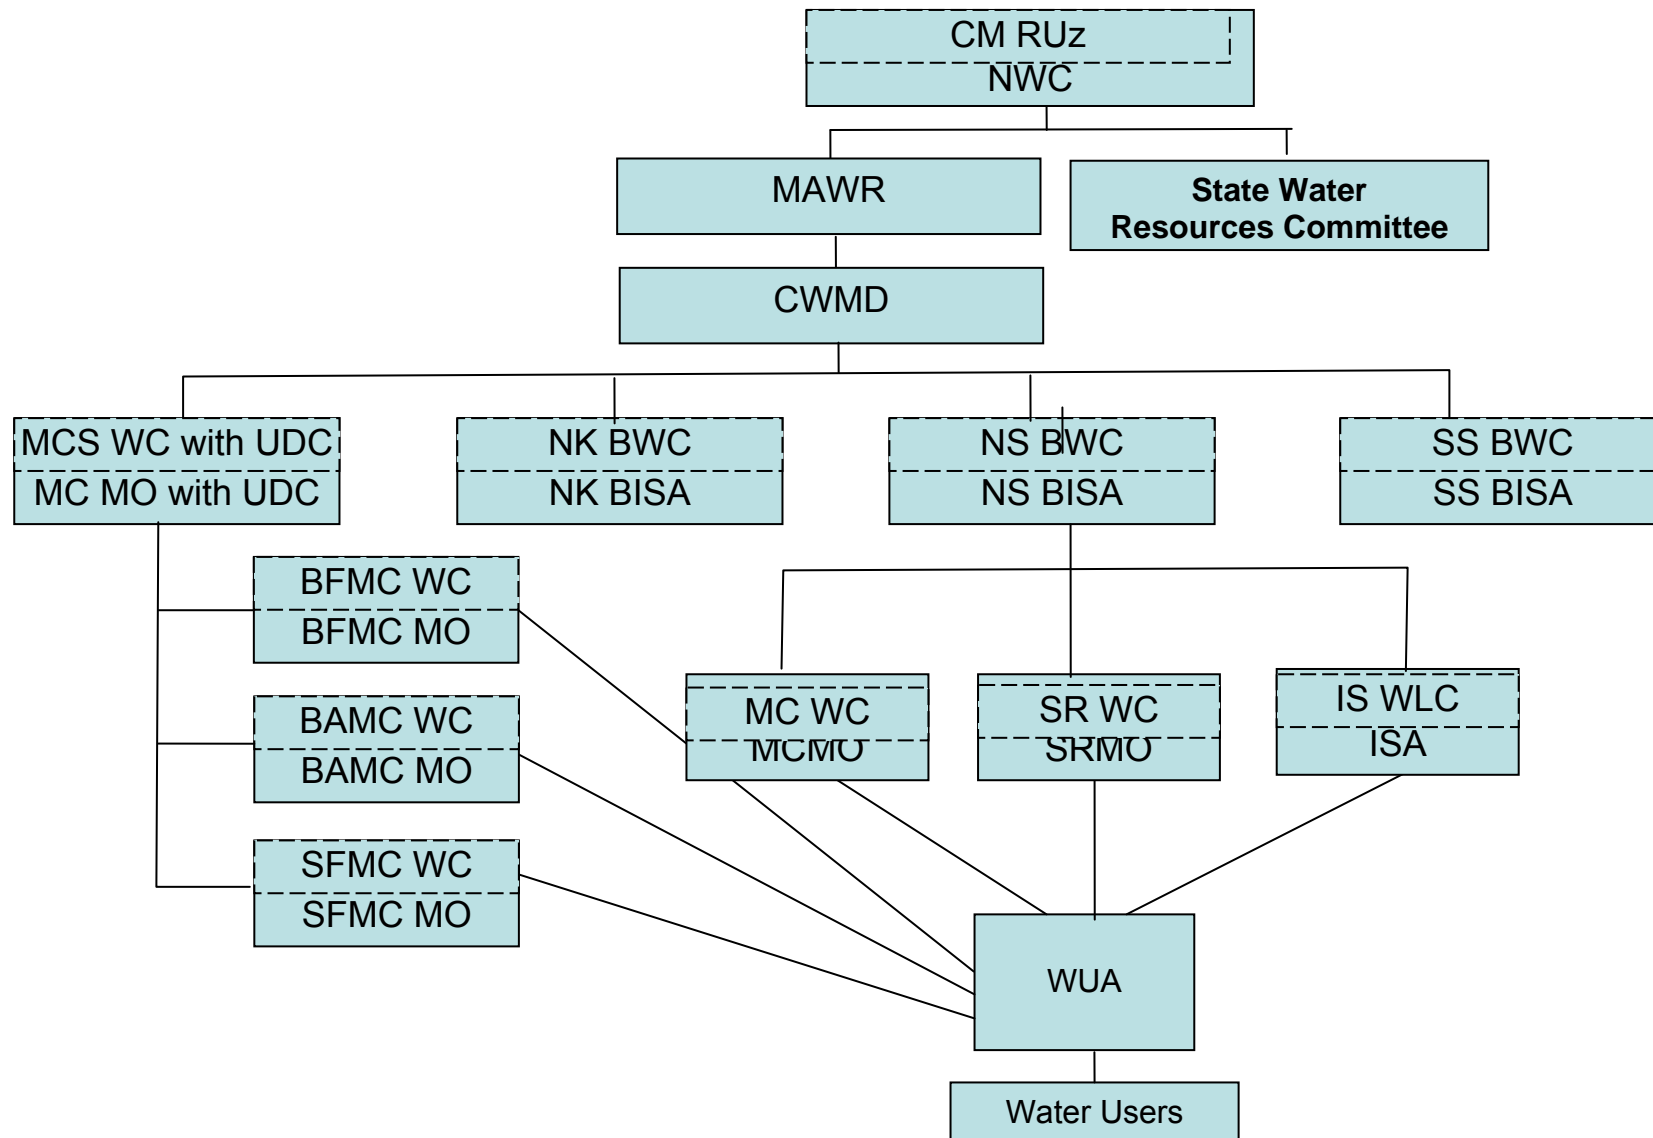 CM RUz
NWC
MAWR
State Water
Resources Committee
CWMD
MCS WC with UDC
MC MO with UDC
NK BWC
NK BISA
NS BWC
NS BISA
SS BWC
SS BISA
BFMC WC
BFMC MO
BAMC WC
BAMC MO
SFMC WC
SFMC MO
MC WC
MCMO
SR WC
SRMO
IS WLC
ISA
WUA
Water Users